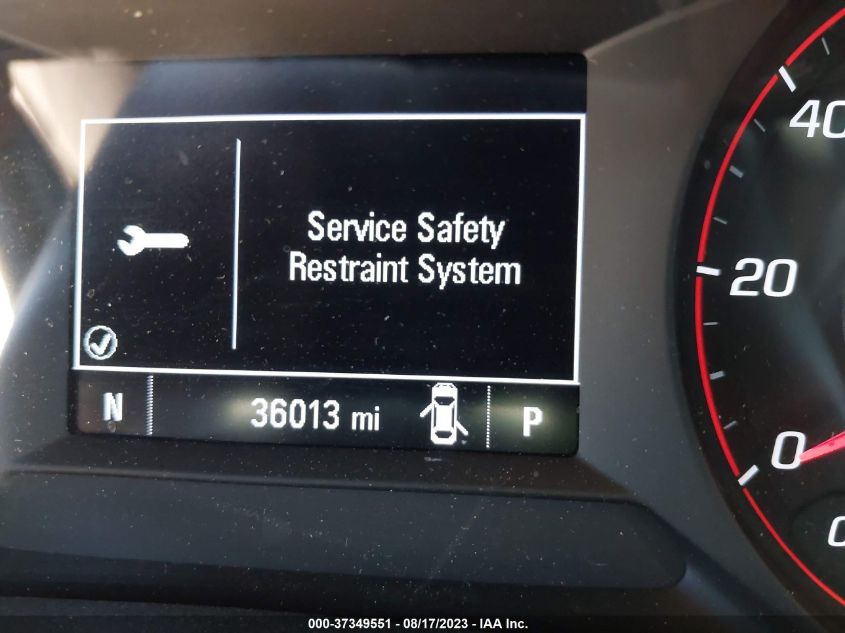 Service Safety
Restraint System
N 36013 mi P
40
20
0
000-37349551 - 08/17/2023 - IAA Inc.